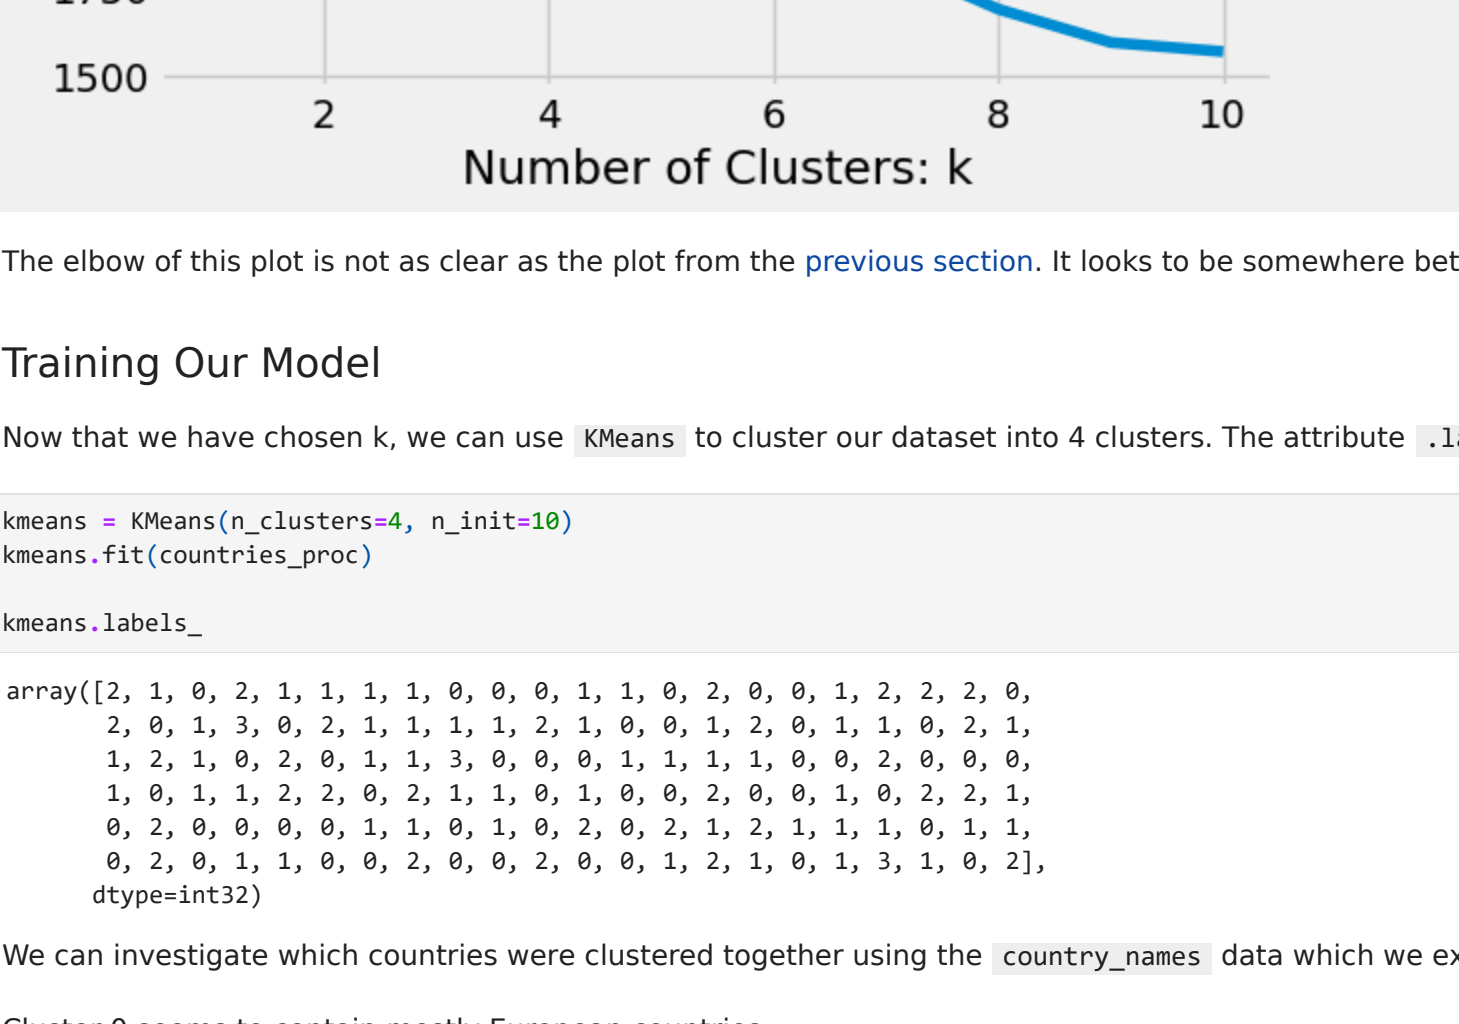 1500
2 4 6 8 10
Number of Clusters: k
The elbow of this plot is not as clear as the plot from the previous section. It looks to be somewhere
Training Our Model
Now that we have chosen k, we can use KMeans to cluster our dataset into 4 clusters. The attribute
kmeans = KMeans(n_clusters=4, n_init=10)
kmeans.fit(countries_proc)
kmeans.labels_
array([2, 1, 0, 2, 1, 1, 1, 1, 0, 0, 0, 1, 1, 0, 2, 0, 0, 1, 2, 2, 2, 0,
2, 0, 1, 3, 0, 2, 1, 1, 1, 1, 2, 1, 0, 0, 1, 2, 0, 1, 1, 0, 2, 1,
1, 2, 1, 0, 2, 0, 1, 1, 3, 0, 0, 0, 1, 1, 1, 1, 0, 0, 2, 0, 0, 0,
1, 0, 1, 1, 2, 2, 0, 2, 1, 1, 0, 1, 0, 0, 2, 0, 0, 1, 0, 2, 2, 1,
0, 2, 0, 0, 0, 0, 1, 1, 0, 1, 0, 2, 0, 2, 1, 2, 1, 1, 1, 0, 1, 1,
0, 2, 0, 1, 1, 0, 0, 2, 0, 0, 2, 0, 0, 1, 2, 1, 0, 1, 3, 1, 0, 2],
dtype=int32)
We can investigate which countries were clustered together using the country_names data which we